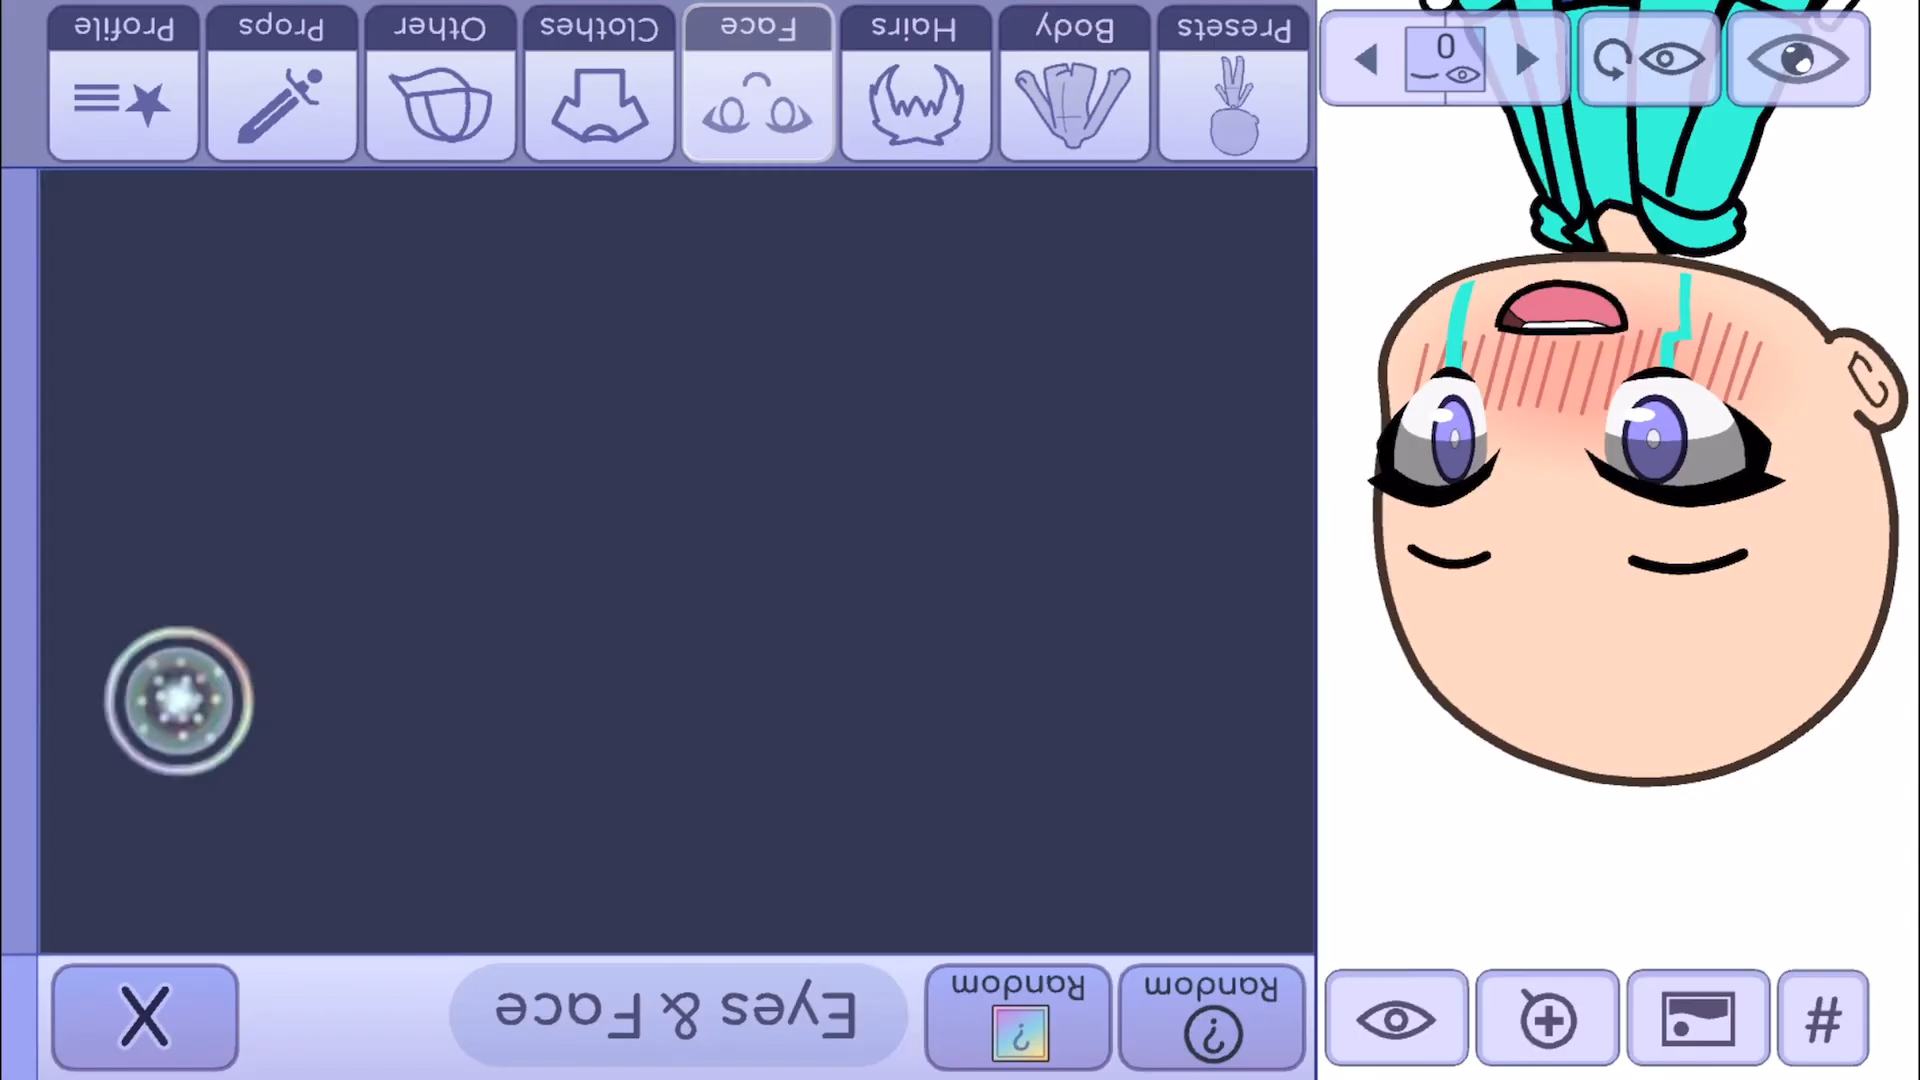 #
Random
Random
Eyes & Face
X
0
Presets
Body
Hairs
Face
Clothes
Other
Props
Profile